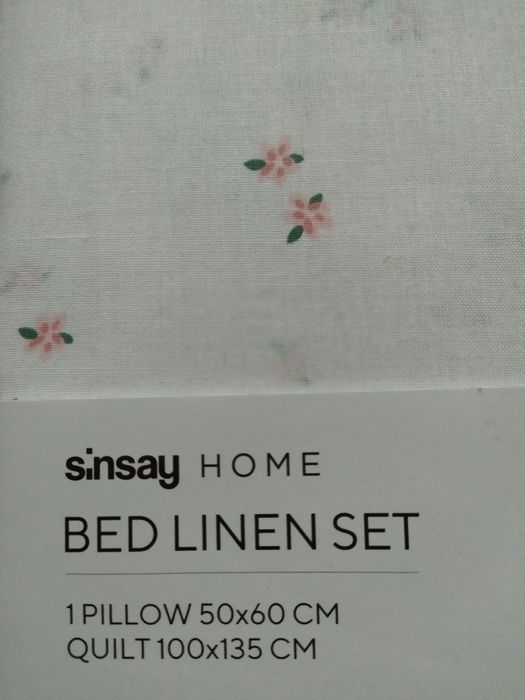 sinsay HOME
BED LINEN SET
1 PILLOW 50x60 CM
QUILT 100x135 CM